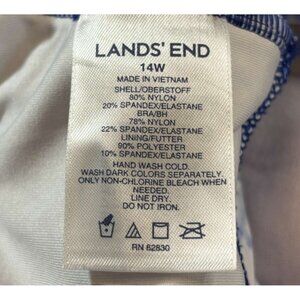 LANDS' END
14W
MADE IN VIETNAM
SHELL/OBERSTOFF
80% NYLON
20% SPANDEX/ELASTANE
BRA/BH
78% NYLON
22% SPANDEX/ELASTANE
LINING/FUTTER
90% POLYESTER
10% SPANDEX/ELASTANE
HAND WASH COLD.
WASH DARK COLORS SEPARATELY.
ONLY NON-CHLORINE BLEACH WHEN
NEEDED.
LINE DRY.
DO NOT IRON.
RN 62830